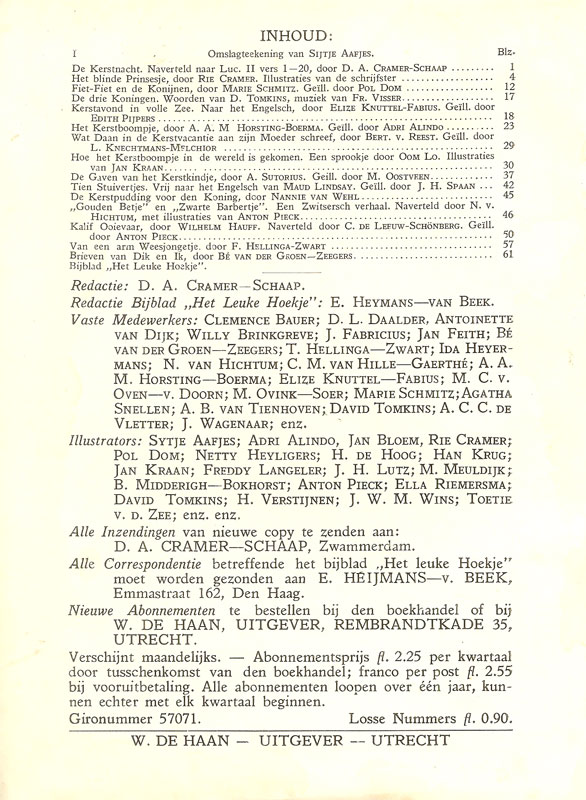 INHOUD:
I Omslagteekening van SIJTJE AAFJES. Blz.
De Kerstnacht. Naverteld naar Luc. II vers 1—20, door D. A. CRAMER-SCHAAP ......... 1
Het blinde Prinsesje, door RIE CRAMER. Illustraties van de schrijfster .................. 4
Fiet-Fiet en de Konijnen, door MARIE SCHMITZ. Geïll. door POL DOM ................. 12
De drie Koningen. Woorden van D. TOMKINS, muziek van FR. VISSER.................. 17
Kerstavond in volle Zee. Naar het Engelsch, door ELIZE KNUTTEL-FABIUS. Geïll. door
EDITH PIJPERS ................................................................ 18
Het Kerstboompje, door A. A. M HORSTING-BOERMA. Geïll. door ADRI ALINDO .......... 23
Wat Daan in de Kerstvacantie aan zijn Moeder schreef, door BERT. v. REEST. Geïll. door
L. KNECHTMANS-MELCHIOR ................................................ 29
Hoe het Kerstboompje in de wereld is gekomen. Een sprookje door OOM LO. Illustraties
van JAN KRAAN................................................................ 30
De Gaven van het Kerstkindje, door A. SUTORIUS. Geïll. door M. OOSTVEEN............ 37
Tien Stuivertjes. Vrij naar het Engelsch van MAUD LINDSAY. Geïll. door J. H. SPAAN ... 42
De Kerstpudding voor den Koning, door NANNIE VAN WEHL............................ 45
„Gouden Betje” en „Zwarte Barbertje”. Een Zwitsersch verhaal. Naverteld door N. v.
HICHTUM, met illustraties van ANTON PIECK........................................ 46
Kalif Ooievaar, door WILHELM HAUFF. Naverteld door C. DE LEEUW-SCHÖNBERG. Geïll.
door ANTON PIECK............................................................ 50
Van een arm Weesjongetje. door F. HELLINGA-ZWART .............................. 57
Brieven van Dik en Ik, door BÉ VAN DER GROEN—ZEEGERS............................. 61
Bijblad „Het Leuke Hoekje”.
Redactie: D. A. CRAMER—SCHAAP.
Redactie Bijblad „Het Leuke Hoekje”: E. HEYMANS—VAN BEEK.
Vaste Medewerkers: CLEMENCE BAUER; D. L. DAALDER, ANTOINETTE
VAN DIJK; WILLY BRINKGREVE; J. FABRICIUS; JAN FEITH; BÉ
VAN DER GROEN—ZEEGERS; T. HELLINGA—ZWART; IDA HEYER-
MANS; N. VAN HICHTUM; C. M. VAN HILLE—GAERTHÉ; A. A.
M. HORSTING—BOERMA; ELIZE KNUTTEL—FABIUS; M. C. V.
OVEN—V. DOORN; M. OVINK—SOER; MARIE SCHMITZ; AGATHA
SNELLEN; A. B. VAN TIENHOVEN; DAVID TOMKINS; A. C. C. DE
VLETTER; J. WAGENAAR; enz.
Illustrators: SYTJE AAFJES; ADRI ALINDO, JAN BLOEM, RIE CRAMER;
POL DOM; NETTY HEYLIGERS; H. DE HOOG; HAN KRUG;
JAN KRAAN; FREDDY LANGELER; J. H. LUTZ; M. MEULDIJK;
B. MIDDERIGH—BOKHORST; ANTON PIECK; ELLA RIEMERSMA;
DAVID TOMKINS; H. VERSTIJNEN; J. W. M. WINS; TOETIE
V. D. ZEE; enz. enz.
Alle Inzendingen van nieuwe copy te zenden aan:
D. A. CRAMER—SCHAAP, Zwammerdam.
Alle Correspondentie betreffende het bijblad „Het leuke Hoekje”
moet worden gezonden aan E. HEIJMANS—v. BEEK,
Emmastraat 162, Den Haag.
Nieuwe Abonnementen te bestellen bij den boekhandel of bij
W. DE HAAN, UITGEVER, REMBRANDTKADE 35,
UTRECHT.
Verschijnt maandelijks. — Abonnementsprijs fl. 2.25 per kwartaal
door tusschenkomst van den boekhandel; franco per post fl. 2.55
bij vooruitbetaling. Alle abonnementen loopen over één jaar, kun-
nen echter met elk kwartaal beginnen.
Gironummer 57071. Losse Nummers fl. 0.90.
W. DE HAAN — UITGEVER -- UTRECHT